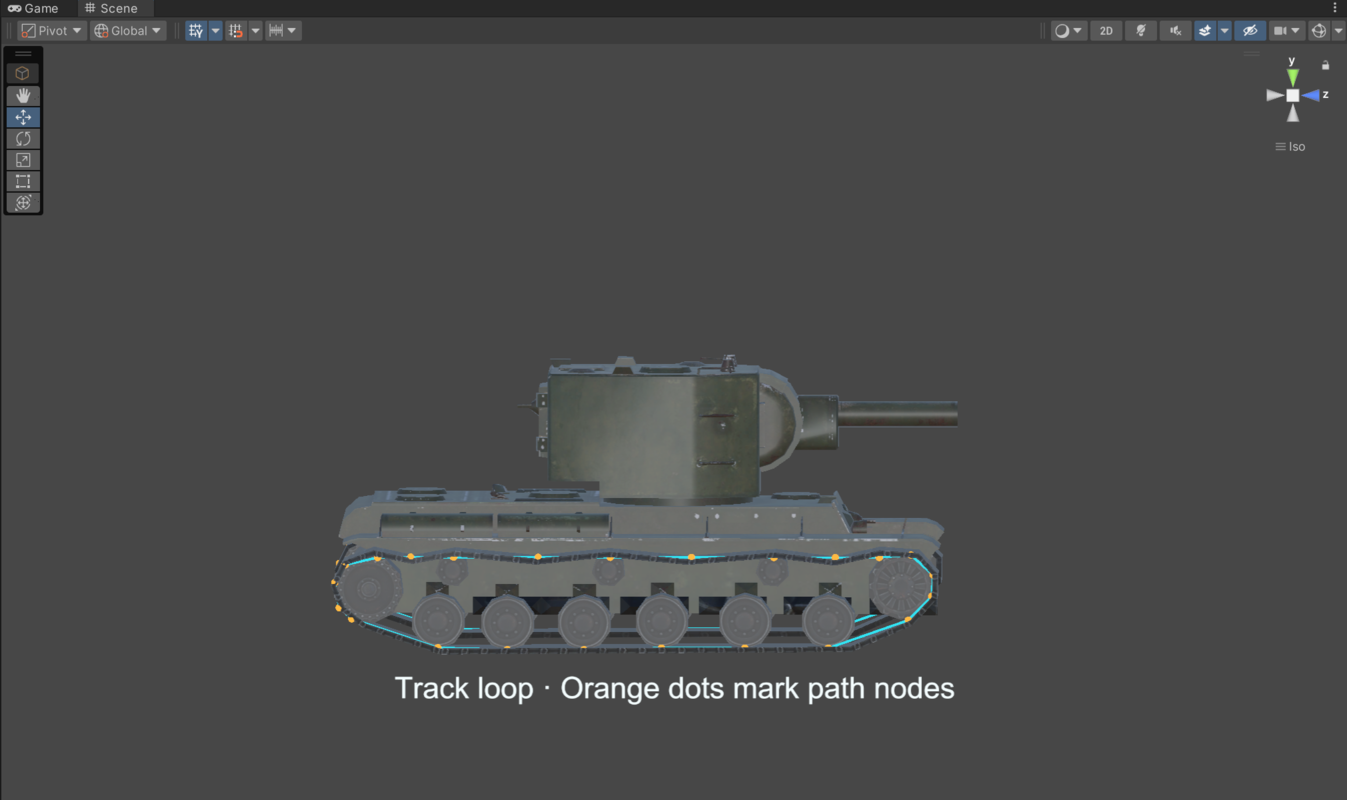 Game Scene
Pivot Global 2D
y
z
Iso
Track loop · Orange dots mark path nodes